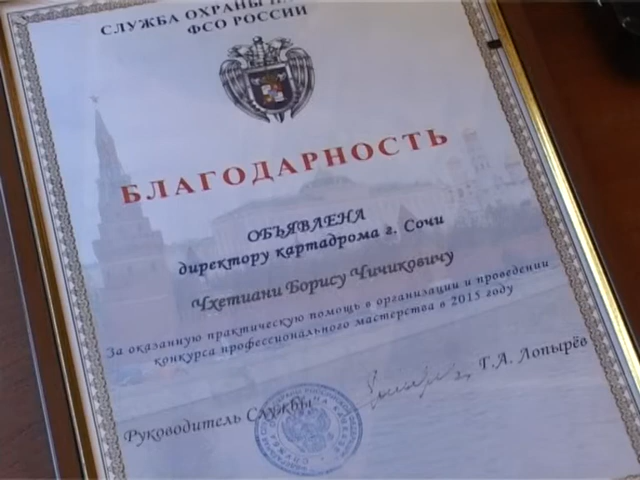 СЛУЖБА ОХРАНЫ
ФСО РОССИИ
БЛАГОДАРНОСТЬ
ОБЪЯВЛЕНА
директору картадрома г. Сочи
Чхетиани Борису Чичиковичу
За оказанную практическую помощь в организации и проведении
конкурса профессионального мастерства в 2015 году
Руководитель Службы
Г.А. Лопырёв